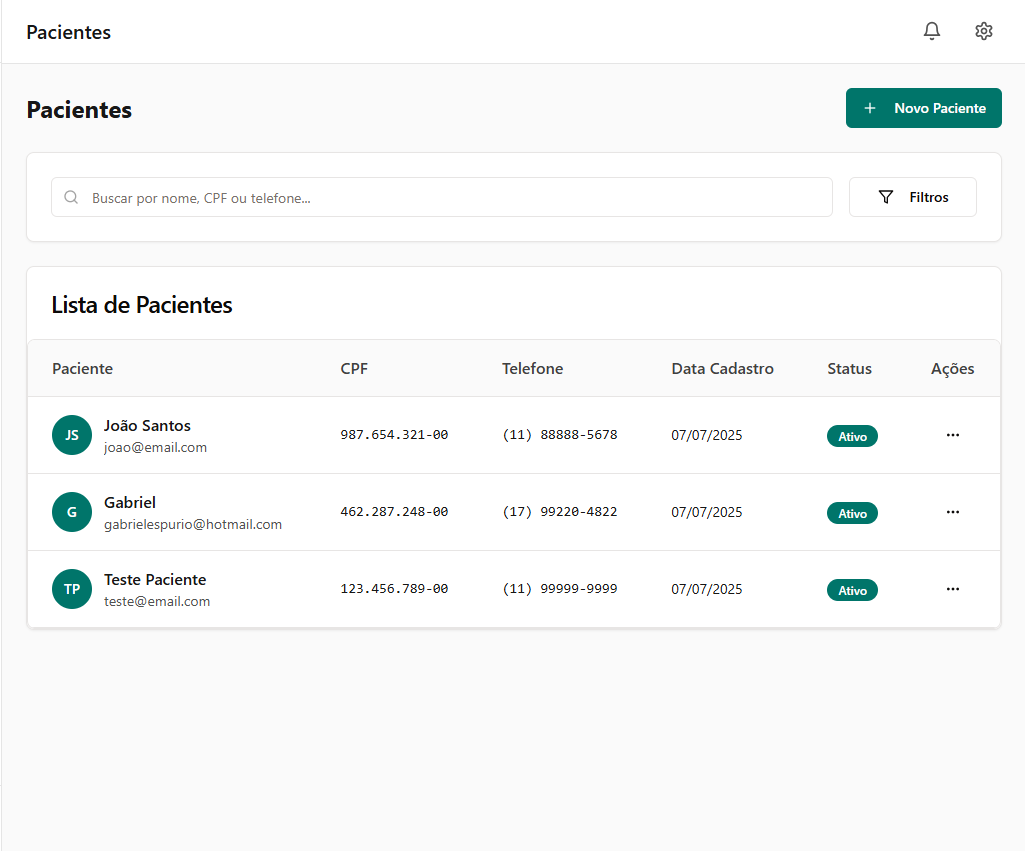 Pacientes
Pacientes
Novo Paciente
Buscar por nome, CPF ou telefone...
Filtros
Lista de Pacientes
Paciente CPF Telefone Data Cadastro Status Ações
JS João Santos 987.654.321-00 (11) 88888-5678 07/07/2025 Ativo ...
joao@email.com
G Gabriel 462.287.248-00 (17) 99220-4822 07/07/2025 Ativo ...
gabrielespurio@hotmail.com
TP Teste Paciente 123.456.789-00 (11) 99999-9999 07/07/2025 Ativo ...
teste@email.com